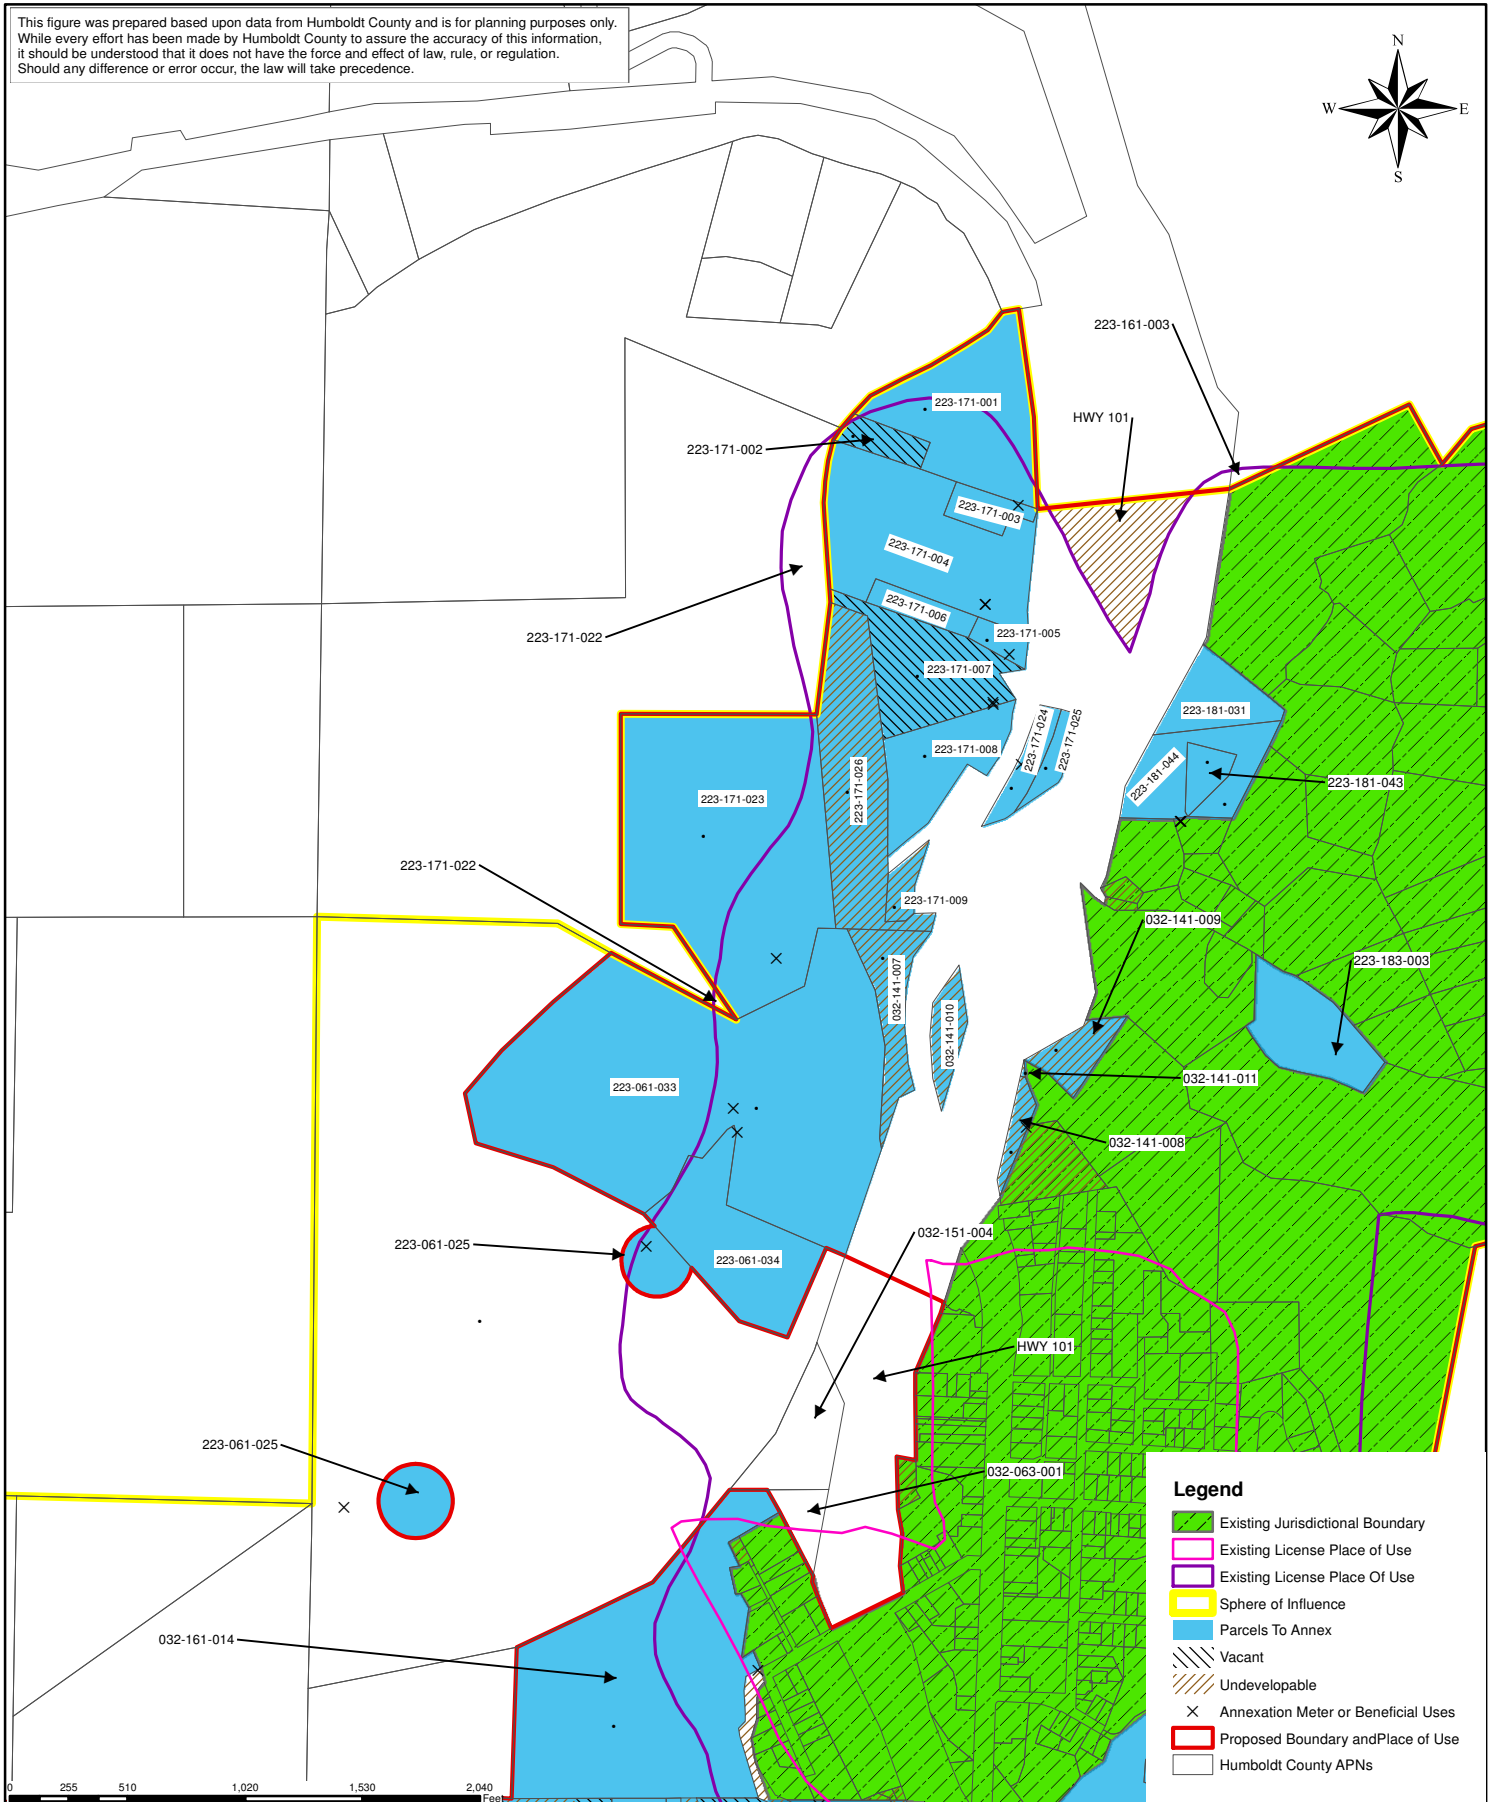 This figure was prepared based upon data from Humboldt County and is for planning purposes only.
While every effort has been made by Humboldt County to assure the accuracy of this information,
it should be understood that it does not have the force and effect of law, rule, or regulation.
Should any difference or error occur, the law will take precedence.
N
W E
S
223-161-003
223-171-001
HWY 101
223-171-002
223-171-003
223-171-004
223-171-006
223-171-005
223-171-022
223-171-007
223-171-024
223-171-025
223-181-031
223-171-008
223-181-044
223-181-043
223-171-026
223-171-023
223-171-022
223-171-009
032-141-009
223-183-003
032-141-007
032-141-010
032-141-011
223-061-033
032-141-008
032-151-004
223-061-025
223-061-034
HWY 101
223-061-025
032-063-001
032-161-014
Legend
Existing Jurisdictional Boundary
Existing License Place of Use
Existing License Place Of Use
Sphere of Influence
Parcels To Annex
Vacant
Undevelopable
Annexation Meter or Beneficial Uses
Proposed Boundary andPlace of Use
Humboldt County APNs
0 255 510 1,020 1,530 2,040
Feet